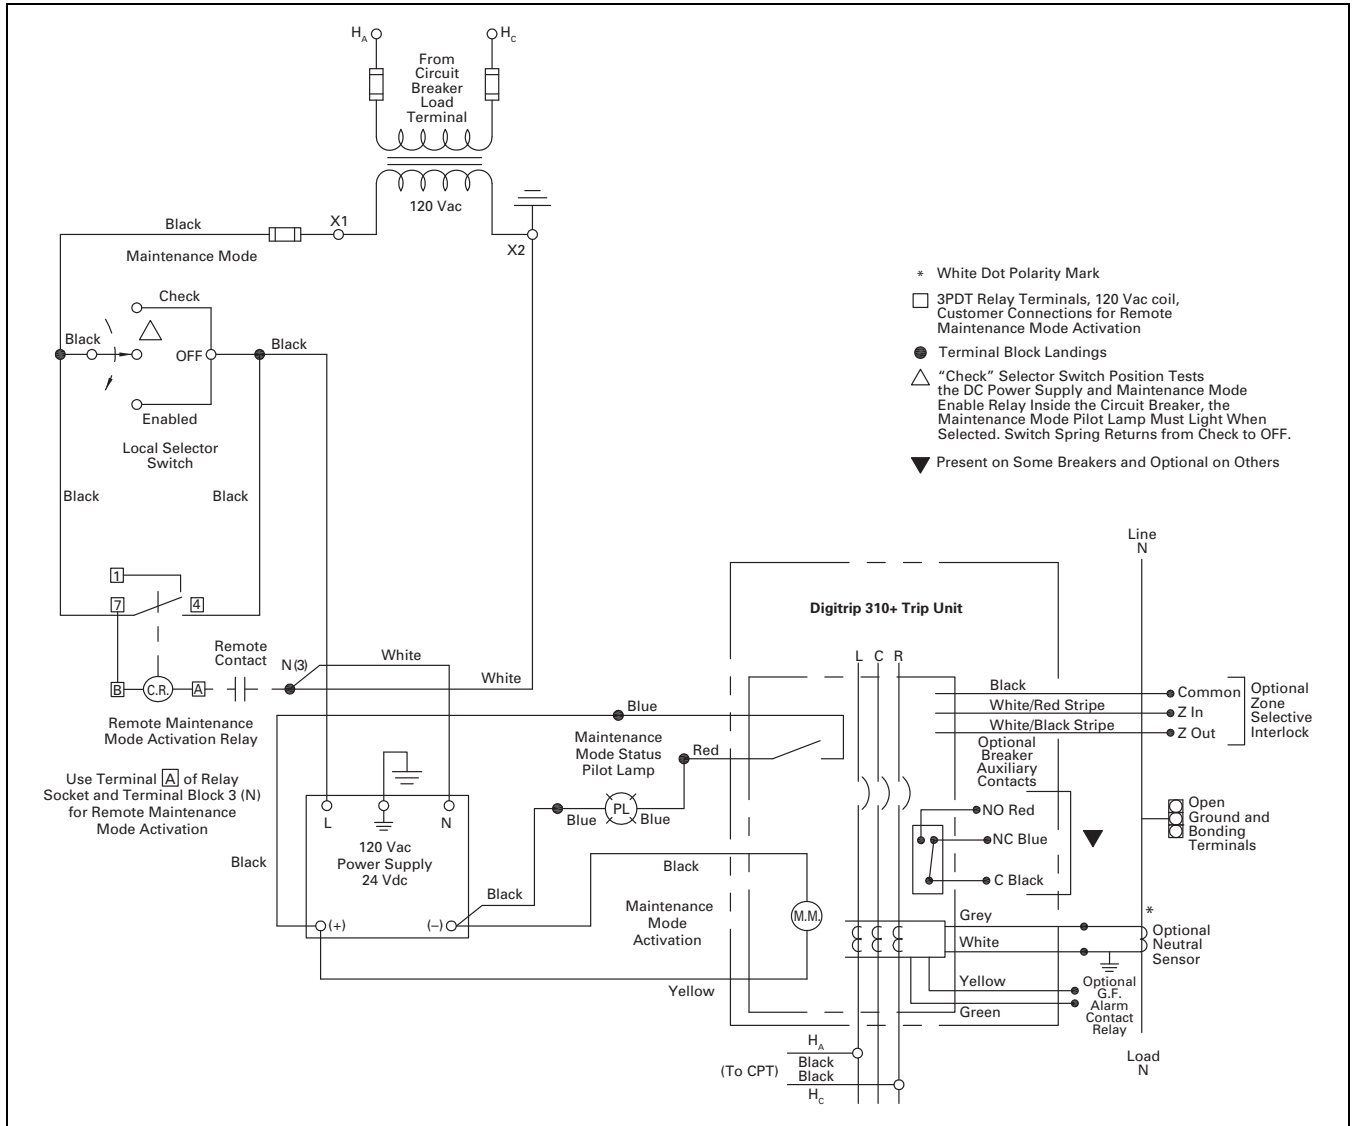 HA
HC
From
Circuit
Breaker
Load
Terminal
120 Vac
X1
X2
Black
Maintenance Mode
Check
Black
OFF
Black
Enabled
Local Selector
Switch
Black
Black
* White Dot Polarity Mark
3PDT Relay Terminals, 120 Vac coil,
Customer Connections for Remote
Maintenance Mode Activation
Terminal Block Landings
“Check” Selector Switch Position Tests
the DC Power Supply and Maintenance Mode
Enable Relay Inside the Circuit Breaker, the
Maintenance Mode Pilot Lamp Must Light When
Selected. Switch Spring Returns from Check to OFF.
Present on Some Breakers and Optional on Others
1
7
4
Remote
Contact
N (3)
White
White
B
C.R.
A
Remote Maintenance
Mode Activation Relay
Use Terminal A of Relay
Socket and Terminal Block 3 (N)
for Remote Maintenance
Mode Activation
Blue
Maintenance
Mode Status
Pilot Lamp
Red
Blue
PL
Blue
L
N
120 Vac
Power Supply
24 Vdc
Black
Black
(+)
(–)
Black
Maintenance
Mode
Activation
M.M.
Yellow
Digitrip 310+ Trip Unit
L C R
Line
N
Black
Common
White/Red Stripe
Z In
White/Black Stripe
Z Out
Optional
Zone
Selective
Interlock
Optional
Breaker
Auxiliary
Contacts
NO Red
NC Blue
C Black
Open
Ground and
Bonding
Terminals
Grey
White
*
Optional
Neutral
Sensor
Yellow
Green
Optional
G.F.
Alarm
Contact
Relay
Load
N
(To CPT)
HA
Black
Black
HC